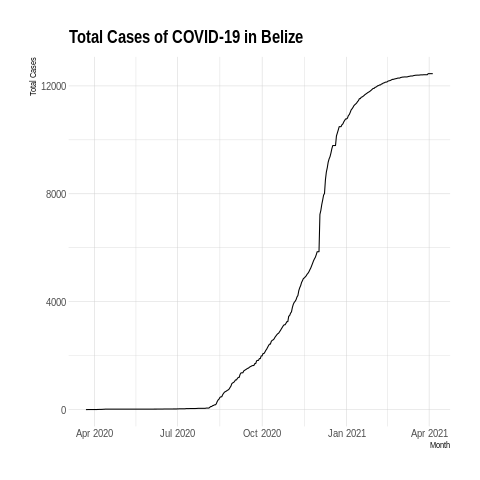 Total Cases of COVID-19 in Belize
Total Cases
12000
8000
4000
0
Apr 2020 Jul 2020 Oct 2020 Jan 2021 Apr 2021
Month